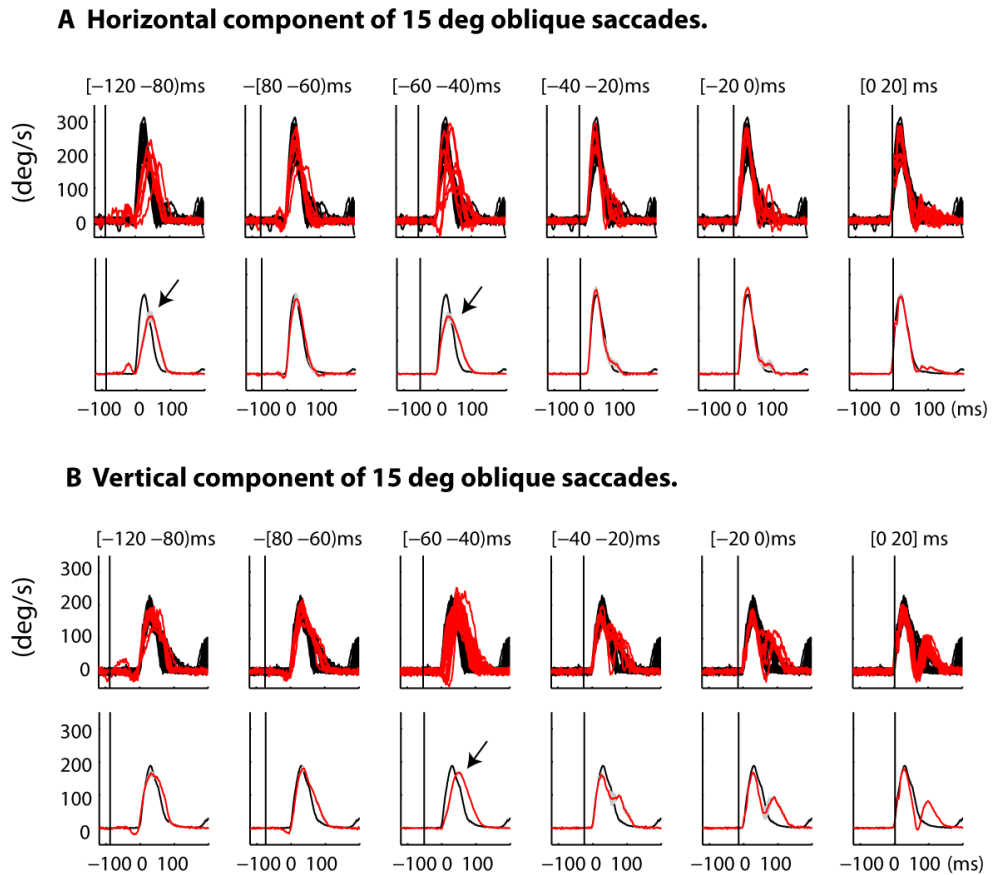 A Horizontal component of 15 deg oblique saccades.
[−120 −80)ms −[80 −60)ms [−60 −40)ms [−40 −20)ms [−20 0)ms [0 20] ms
(deg/s)
300
200
100
0
−100 0 100 −100 0 100 −100 0 100 −100 0 100 −100 0 100 −100 0 100 (ms)
B Vertical component of 15 deg oblique saccades.
[−120 −80)ms −[80 −60)ms [−60 −40)ms [−40 −20)ms [−20 0)ms [0 20] ms
(deg/s)
300
200
100
0
300
200
100
0
−100 0 100 −100 0 100 −100 0 100 −100 0 100 −100 0 100 −100 0 100 (ms)